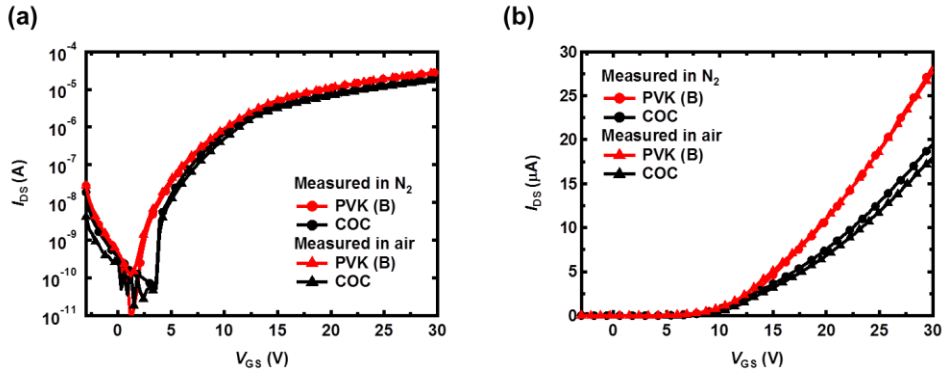 (a)
10⁻⁴
10⁻⁵
10⁻⁶
10⁻⁷
10⁻⁸
10⁻⁹
10⁻¹⁰
10⁻¹¹
I_DS (A)
Measured in N₂
PVK (B)
COC
Measured in air
PVK (B)
COC
0 5 10 15 20 25 30
V_GS (V)
(b)
30
25
20
15
10
5
0
I_DS (μA)
Measured in N₂
PVK (B)
COC
Measured in air
PVK (B)
COC
0 5 10 15 20 25 30
V_GS (V)